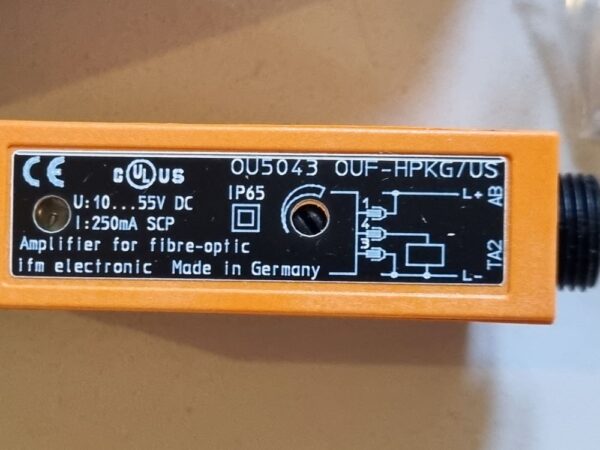 CE
c UL US
OU5043 OUF-HPKG/US
U:10...55V DC
I:250mA SCP
IP65
Amplifier for fibre-optic
ifm electronic Made in Germany
1
4
3
L+
L-
AB
TA2